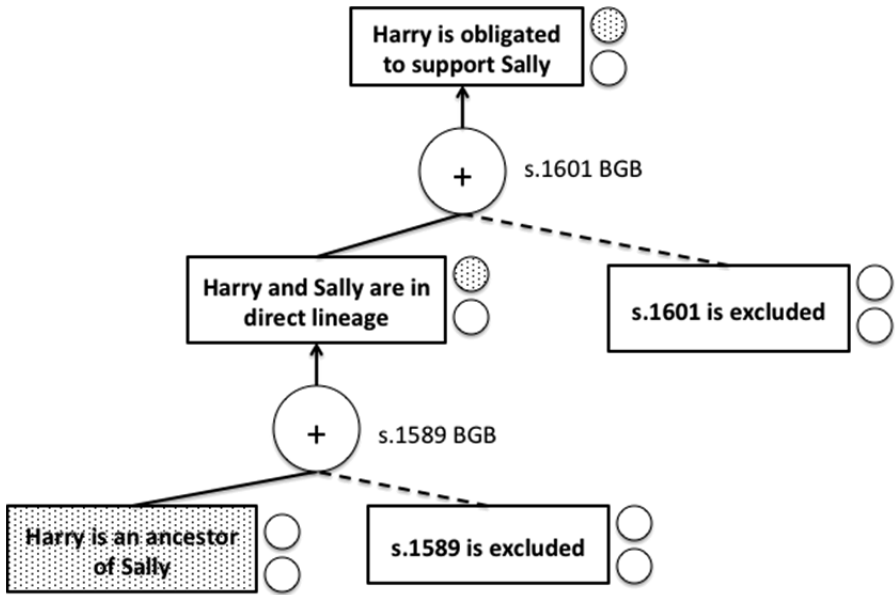 Harry is obligated
to support Sally
+
s.1601 BGB
Harry and Sally are in
direct lineage
s.1601 is excluded
+
s.1589 BGB
Harry is an ancestor
of Sally
s.1589 is excluded